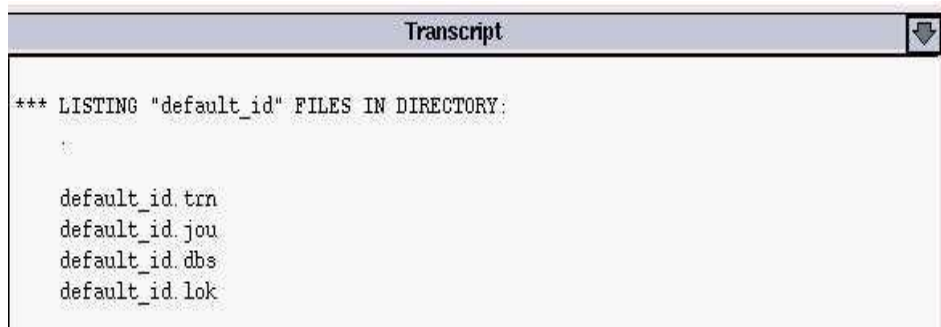 Transcript
*** LISTING "default_id" FILES IN DIRECTORY:
default_id.trn
default_id.jou
default_id.dbs
default_id.lok